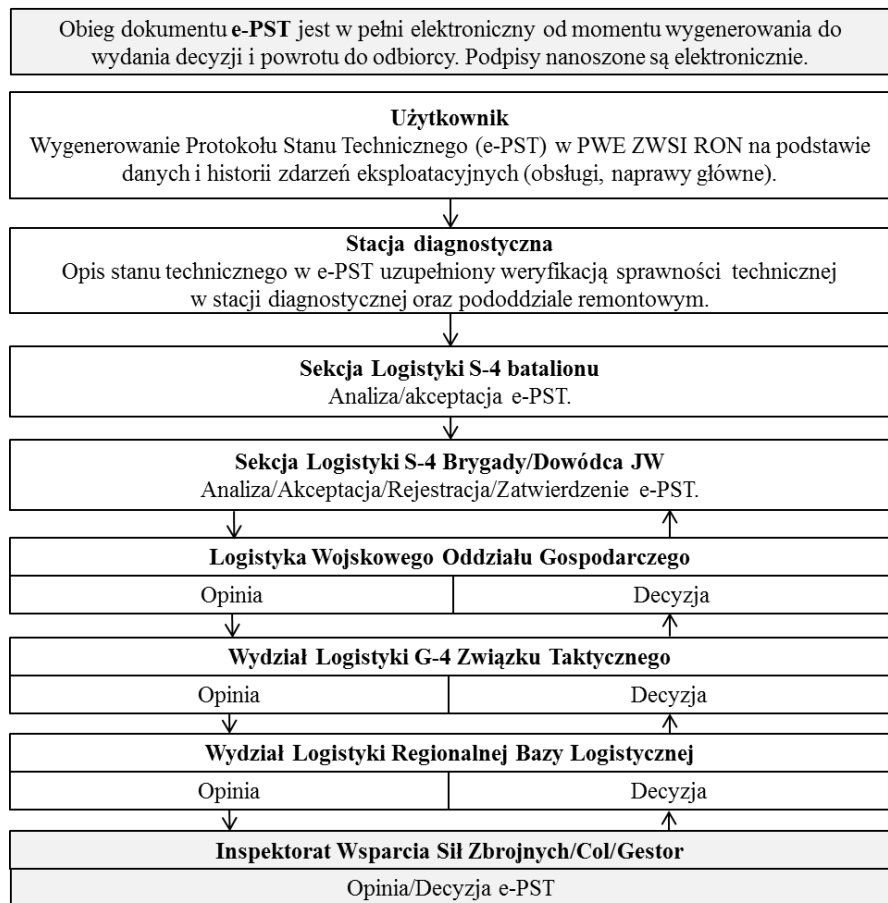 Obieg dokumentu e-PST jest w pełni elektroniczny od momentu wygenerowania do
wydania decyzji i powrotu do odbiorcy. Podpisy nanoszone są elektronicznie.
Użytkownik
Wygenerowanie Protokołu Stanu Technicznego (e-PST) w PWE ZWSI RON na podstawie
danych i historii zdarzeń eksploatacyjnych (obsługi, naprawy główne).
Stacja diagnostyczna
Opis stanu technicznego w e-PST uzupełniony weryfikacją sprawności technicznej
w stacji diagnostycznej oraz pododdziale remontowym.
Sekcja Logistyki S-4 batalionu
Analiza/akceptacja e-PST.
Sekcja Logistyki S-4 Brygady/Dowódca JW
Analiza/Akceptacja/Rejestracja/Zatwierdzenie e-PST.
Logistyka Wojskowego Oddziału Gospodarczego
Opinia Decyzja
Wydział Logistyki G-4 Związku Taktycznego
Opinia Decyzja
Wydział Logistyki Regionalnej Bazy Logistycznej
Opinia Decyzja
Inspektorat Wsparcia Sił Zbrojnych/Col/Gestor
Opinia/Decyzja e-PST